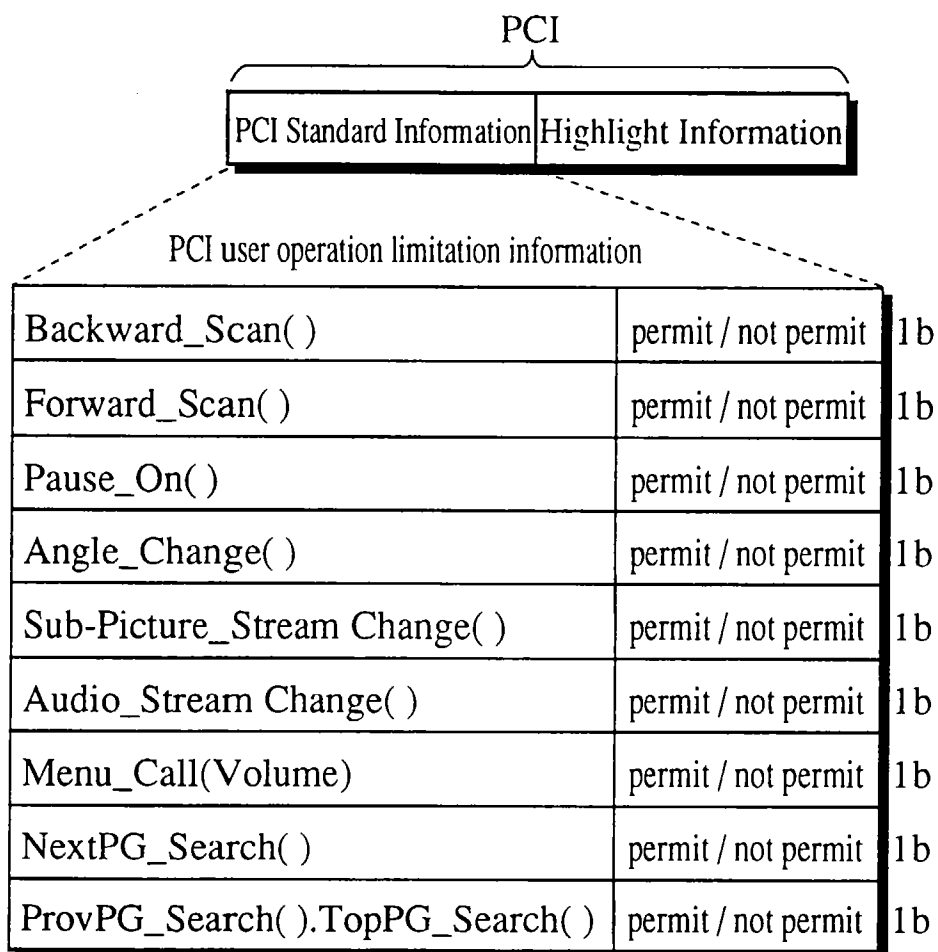 PCI
PCI Standard Information Highlight Information
PCI user operation limitation information
Backward_Scan( ) permit / not permit 1b
Forward_Scan( ) permit / not permit 1b
Pause_On( ) permit / not permit 1b
Angle_Change( ) permit / not permit 1b
Sub-Picture_Stream Change( ) permit / not permit 1b
Audio_Stream Change( ) permit / not permit 1b
Menu_Call(Volume) permit / not permit 1b
NextPG_Search( ) permit / not permit 1b
ProvPG_Search( ).TopPG_Search( ) permit / not permit 1b